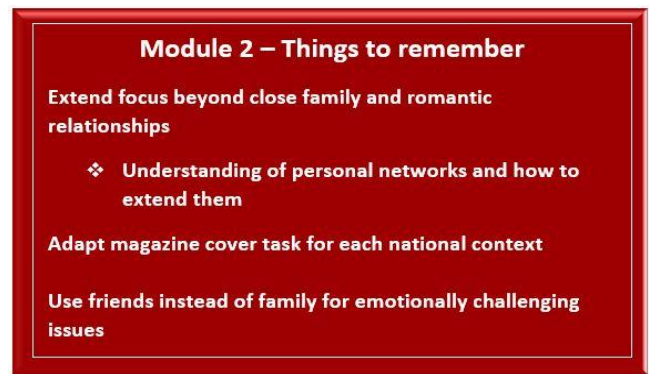 Module 2 – Things to remember
Extend focus beyond close family and romantic
relationships
❖ Understanding of personal networks and how to
extend them
Adapt magazine cover task for each national context
Use friends instead of family for emotionally challenging
issues